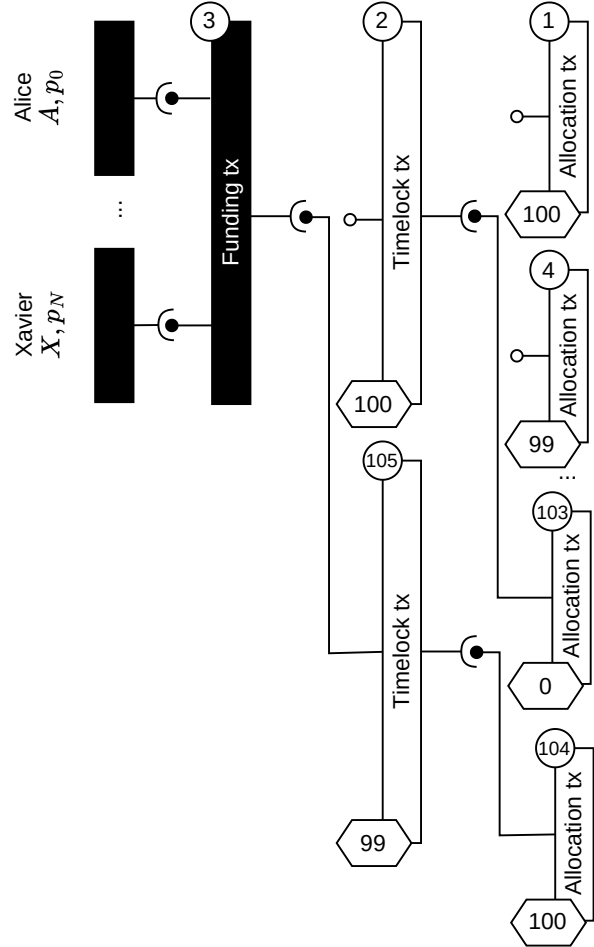 Alice
A, p₀
...
Xavier
X, p_N
3
Funding tx
2
Timelock tx
100
105
Timelock tx
99
1
Allocation tx
100
4
Allocation tx
99
...
103
Allocation tx
0
104
Allocation tx
100